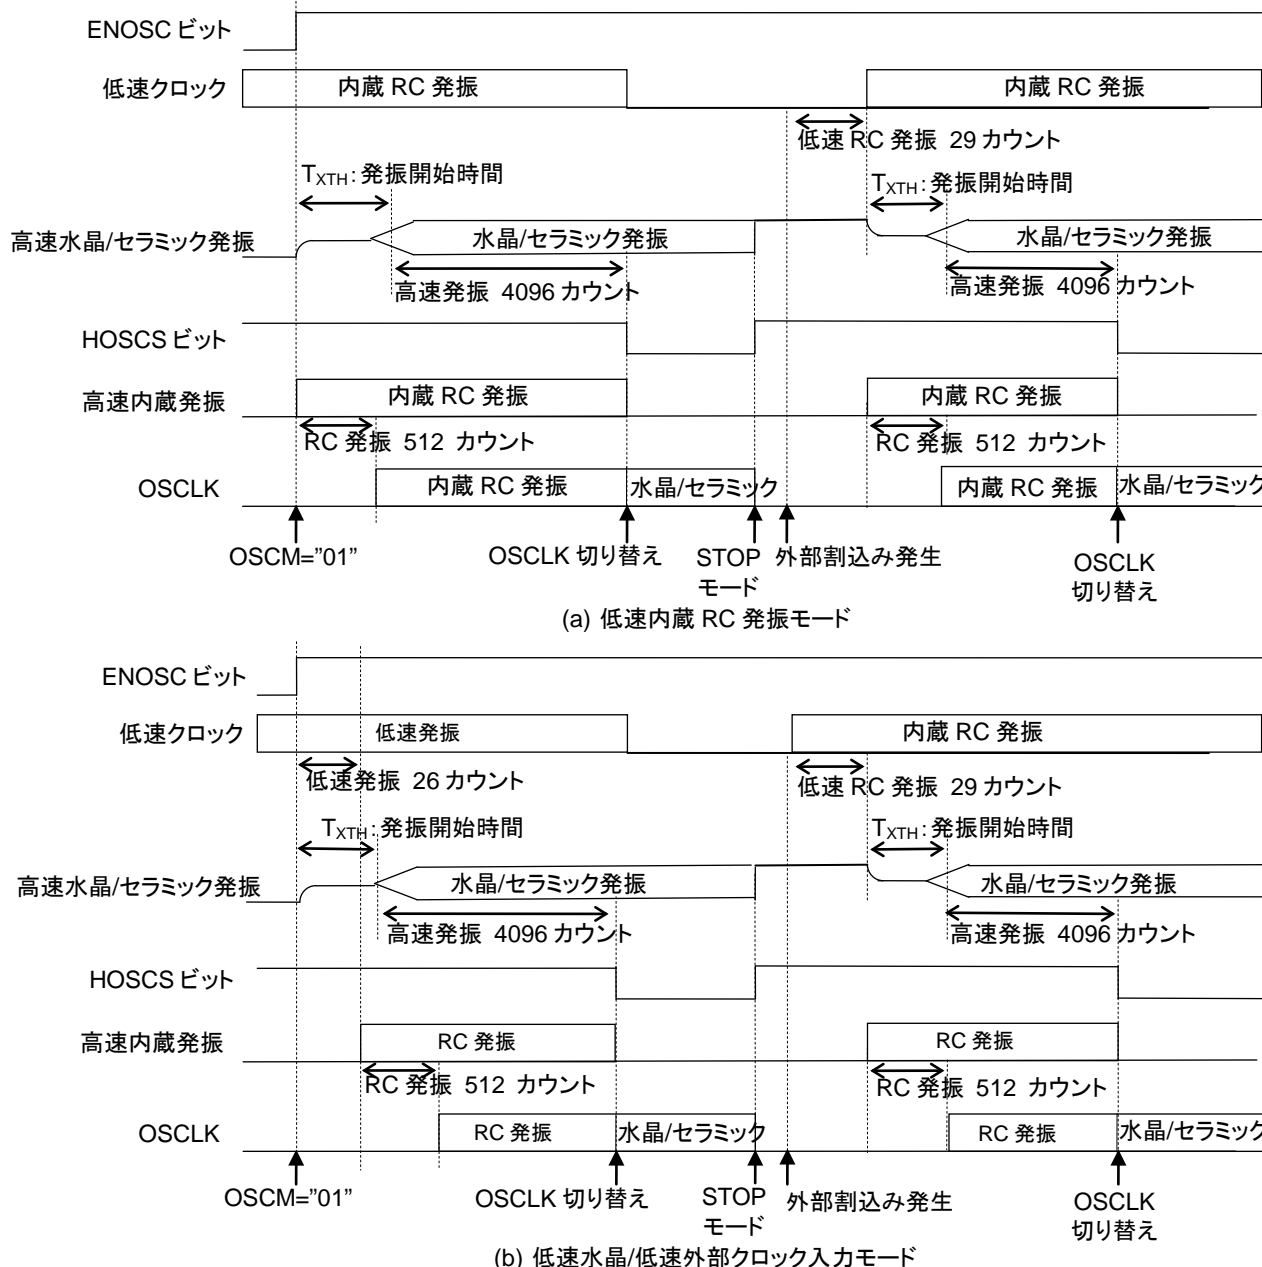 ENOSC ビット
低速クロック
内蔵 RC 発振
内蔵 RC 発振
低速 RC 発振 29 カウント
TXTH: 発振開始時間
TXTH: 発振開始時間
高速水晶/セラミック発振
水晶/セラミック発振
水晶/セラミック発振
高速発振 4096 カウント
高速発振 4096 カウント
HOSCS ビット
高速内蔵発振
内蔵 RC 発振
内蔵 RC 発振
RC 発振 512 カウント
RC 発振 512 カウント
OSCLK
内蔵 RC 発振
水晶/セラミック
内蔵 RC 発振
水晶/セラミック
OSCM=”01”
OSCLK 切り替え
STOP
モード
外部割込み発生
OSCLK
切り替え
(a) 低速内蔵 RC 発振モード
ENOSC ビット
低速クロック
低速発振
内蔵 RC 発振
低速発振 26 カウント
低速 RC 発振 29 カウント
TXTH: 発振開始時間
TXTH: 発振開始時間
高速水晶/セラミック発振
水晶/セラミック発振
水晶/セラミック発振
高速発振 4096 カウント
高速発振 4096 カウント
HOSCS ビット
高速内蔵発振
RC 発振
RC 発振
RC 発振 512 カウント
RC 発振 512 カウント
OSCLK
RC 発振
水晶/セラミック
RC 発振
水晶/セラミック
OSCM=”01”
OSCLK 切り替え
STOP
モード
外部割込み発生
OSCLK
切り替え
(b) 低速水晶/低速外部クロック入力モード